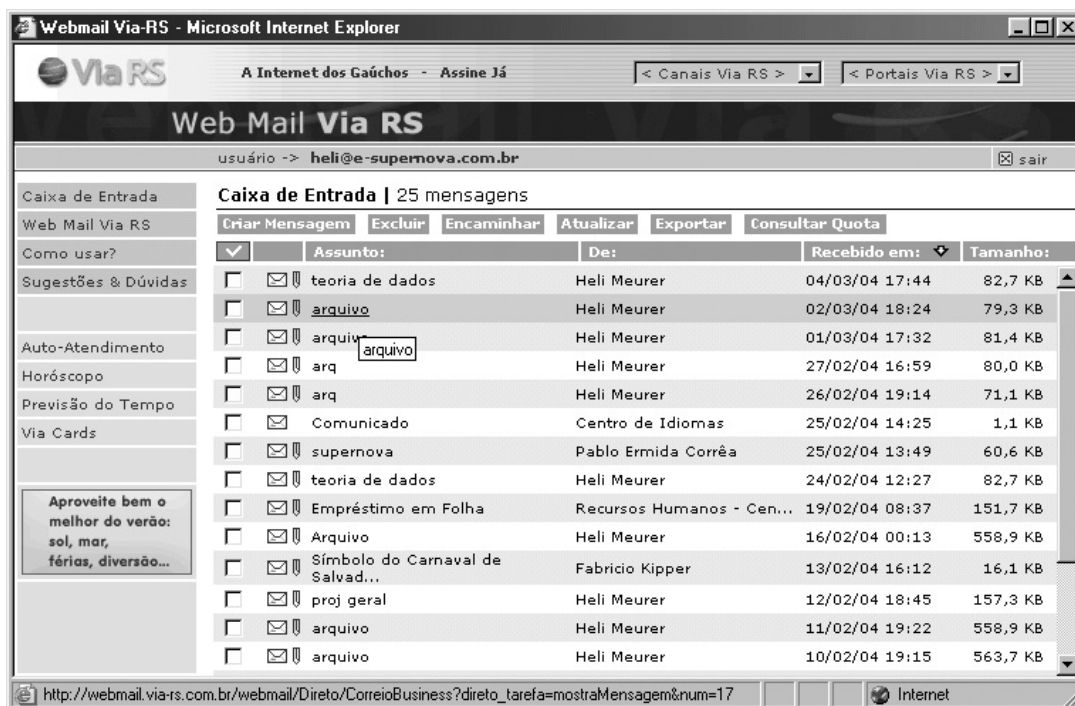 Webmail Via-RS - Microsoft Internet Explorer
Via RS A Internet dos Gaúchos - Assine Já < Canais Via RS > < Portais Via RS >
Web Mail Via RS
usuário -> heli@e-supernova.com.br sair
Caixa de Entrada
Web Mail Via RS
Como usar?
Sugestões & Dúvidas
Auto-Atendimento
Horóscopo
Previsão do Tempo
Via Cards
Aproveite bem o
melhor do verão:
sol, mar,
férias, diversão...
Caixa de Entrada | 25 mensagens
Criar Mensagem Excluir Encaminhar Atualizar Exportar Consultar Quota
Assunto: De: Recebido em: Tamanho:
teoria de dados Heli Meurer 04/03/04 17:44 82,7 KB
arquivo Heli Meurer 02/03/04 18:24 79,3 KB
arquivo Heli Meurer 01/03/04 17:32 81,4 KB
arquivo
arq Heli Meurer 27/02/04 16:59 80,0 KB
arq Heli Meurer 26/02/04 19:14 71,1 KB
Comunicado Centro de Idiomas 25/02/04 14:25 1,1 KB
supernova Pablo Ermida Corrêa 25/02/04 13:49 60,6 KB
teoria de dados Heli Meurer 24/02/04 12:27 82,7 KB
Empréstimo em Folha Recursos Humanos - Cen... 19/02/04 08:37 151,7 KB
Arquivo Heli Meurer 16/02/04 00:13 558,9 KB
Símbolo do Carnaval de
Salvad... Fabricio Kipper 13/02/04 16:12 16,1 KB
proj geral Heli Meurer 12/02/04 18:45 157,3 KB
arquivo Heli Meurer 11/02/04 19:22 558,9 KB
arquivo Heli Meurer 10/02/04 19:15 563,7 KB
http://webmail.via-rs.com.br/webmail/Direto/CorreioBusiness?direto_tarefa=mostraMensagem&num=17 Internet